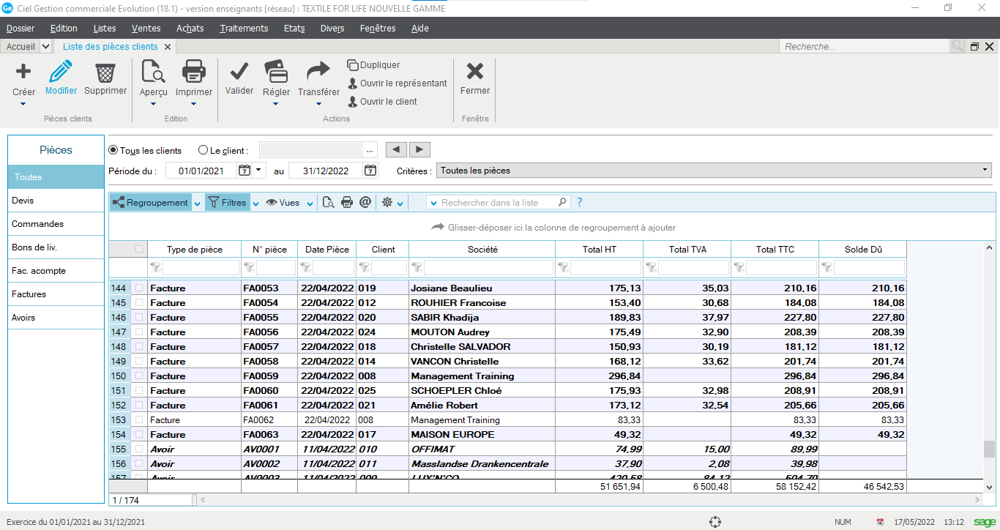 Ge Ciel Gestion commerciale Evolution (18.1) - version enseignants [réseau] : TEXTILE FOR LIFE NOUVELLE GAMME
Dossier Edition Listes Ventes Achats Traitements Etats Divers Fenêtres Aide
Accueil Liste des pièces clients Recherche...
Créer Modifier Supprimer Aperçu Imprimer Valider Régler Transférer Dupliquer Fermer
Ouvrir le représentant
Ouvrir le client
Pièces clients Edition Actions Fenêtre
Pièces
Toutes
Devis
Commandes
Bons de liv.
Fac. acompte
Factures
Avoirs
Tous les clients Le client : ...
Période du : 01/01/2021 7 au 31/12/2022 7 Critères : Toutes les pièces
Regroupement Filtres Vues @ Rechercher dans la liste ?
Glisser-déposer ici la colonne de regroupement à ajouter
Type de pièce N° pièce Date Pièce Client Société Total HT Total TVA Total TTC Solde Dû
144 Facture FA0053 22/04/2022 019 Josiane Beaulieu 175,13 35,03 210,16 210,16
145 Facture FA0054 22/04/2022 012 ROUHIER Francoise 153,40 30,68 184,08 184,08
146 Facture FA0055 22/04/2022 020 SABIR Khadija 189,83 37,97 227,80 227,80
147 Facture FA0056 22/04/2022 024 MOUTON Audrey 175,49 32,90 208,39 208,39
148 Facture FA0057 22/04/2022 018 Christelle SALVADOR 150,93 30,19 181,12 181,12
149 Facture FA0058 22/04/2022 014 VANCON Christelle 168,12 33,62 201,74 201,74
150 Facture FA0059 22/04/2022 008 Management Training 296,84 296,84 296,84
151 Facture FA0060 22/04/2022 025 SCHOEPLER Chloé 175,93 32,98 208,91 208,91
152 Facture FA0061 22/04/2022 021 Amélie Robert 173,12 32,54 205,66 205,66
153 Facture FA0062 22/04/2022 008 Management Training 83,33 83,33 83,33
154 Facture FA0063 22/04/2022 017 MAISON EUROPE 49,32 49,32 49,32
155 Avoir AV0001 11/04/2022 010 OFFIMAT 74,99 15,00 89,99
156 Avoir AV0002 11/04/2022 011 Masslandse Drankencentrale 37,90 2,08 39,98
157 Avoir AV0003 11/04/2022 009 LUX'N'CO 420,58 84,12 504,70
51 651,94 6 500,48 58 152,42 46 542,53
1 / 174
Exercice du 01/01/2021 au 31/12/2021 NUM 17/05/2022 13:12 sage